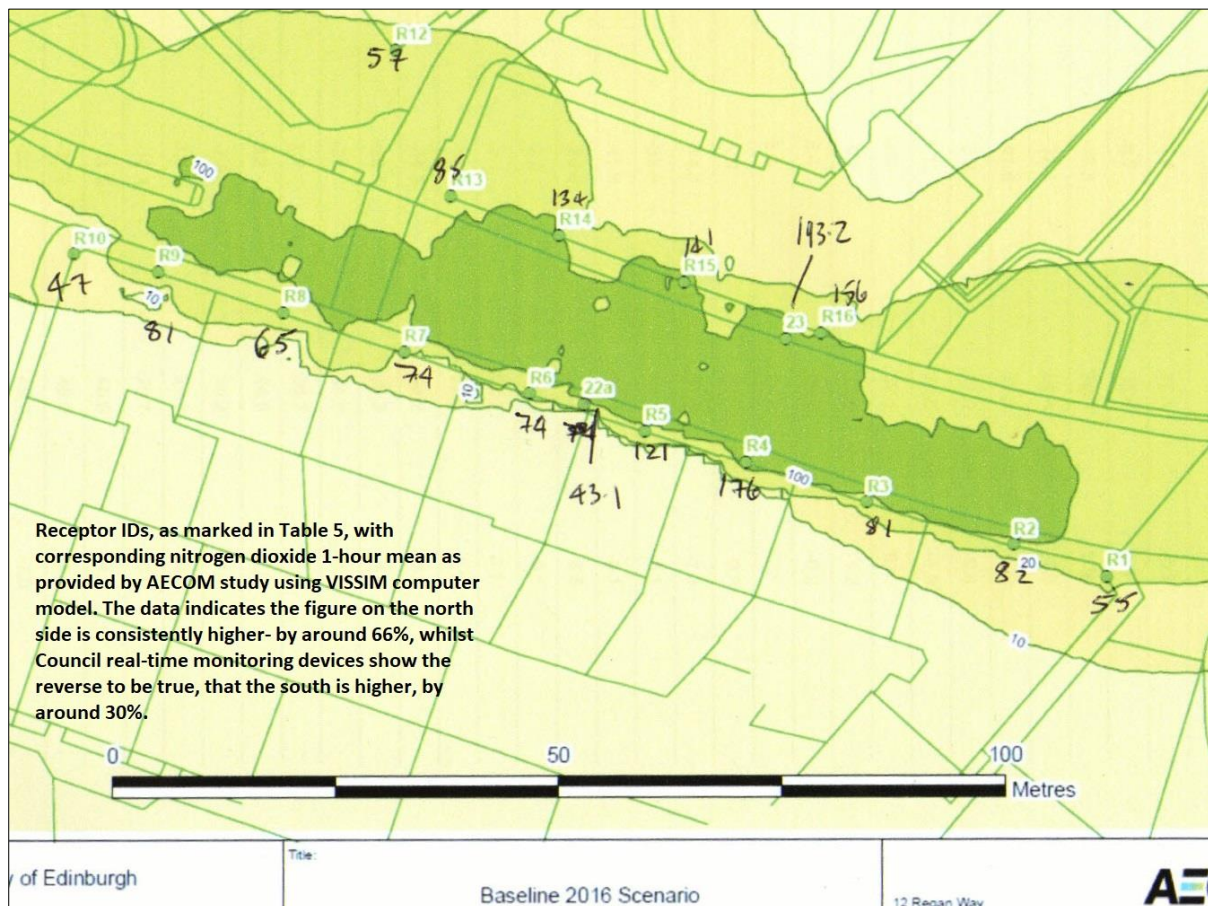 R12
57
100
85
R13
134
R14
193.2
141
R15
156
23
R16
R10
47
R9
10
81
R8
65
R7
74
10
R6
74
22a
43.1
R5
121
R4
176
100
R3
81
R2
20
82
R1
55
10
Receptor IDs, as marked in Table 5, with
corresponding nitrogen dioxide 1-hour mean as
provided by AECOM study using VISSIM computer
model. The data indicates the figure on the north
side is consistently higher- by around 66%, whilst
Council real-time monitoring devices show the
reverse to be true, that the south is higher, by
around 30%.
0 50 100
Metres
y of Edinburgh
Title:
Baseline 2016 Scenario
12 Regan Way
AE